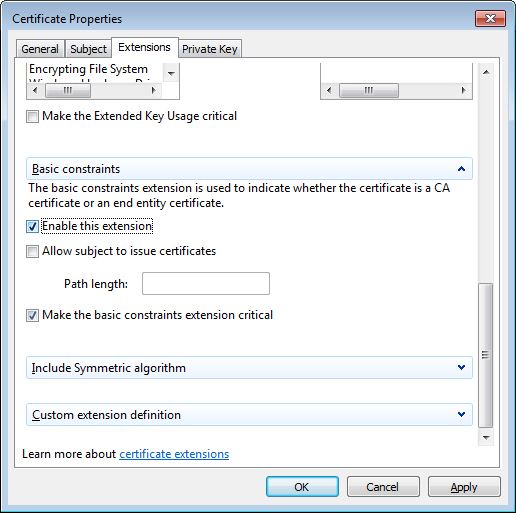 Certificate Properties
General Subject Extensions Private Key
Encrypting File System
Make the Extended Key Usage critical
Basic constraints
The basic constraints extension is used to indicate whether the certificate is a CA
certificate or an end entity certificate.
Enable this extension
Allow subject to issue certificates
Path length:
Make the basic constraints extension critical
Include Symmetric algorithm
Custom extension definition
Learn more about certificate extensions
OK Cancel Apply